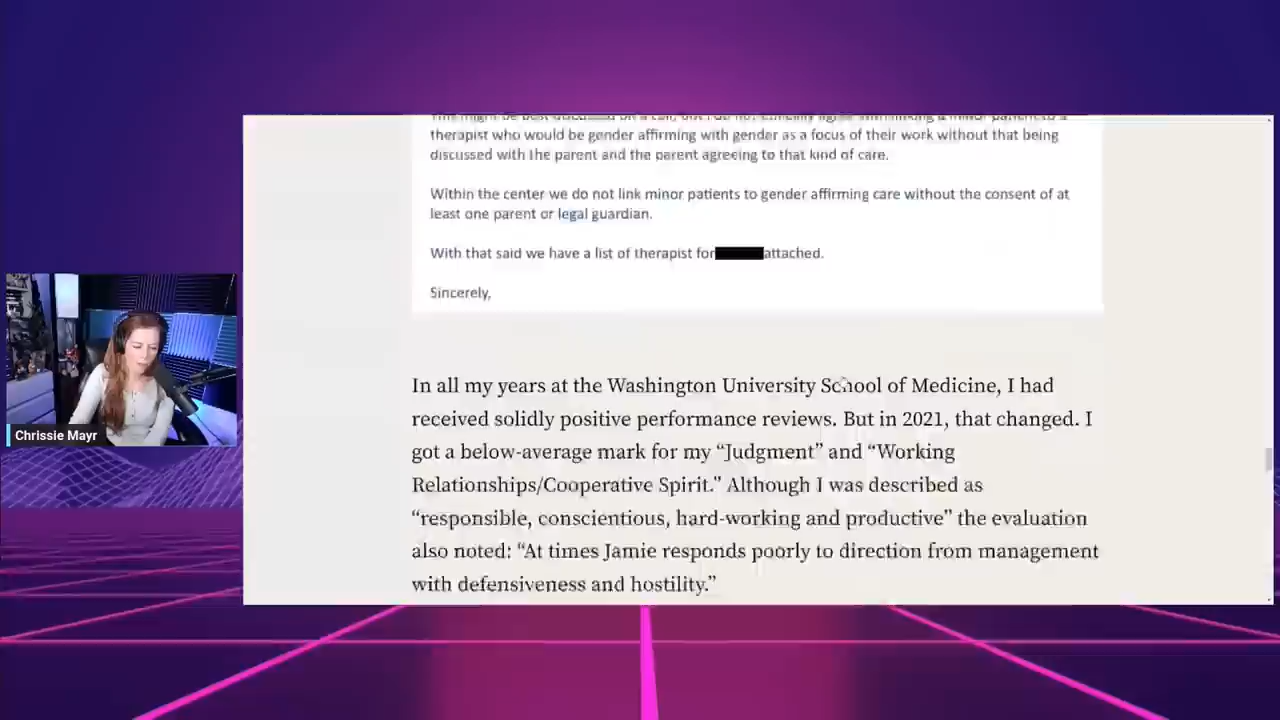 therapist who would be gender affirming with gender as a focus of their work without that being
discussed with the parent and the parent agreeing to that kind of care.
Within the center we do not link minor patients to gender affirming care without the consent of at
least one parent or legal guardian.
With that said we have a list of therapist for attached.
Sincerely,
In all my years at the Washington University School of Medicine, I had
received solidly positive performance reviews. But in 2021, that changed. I
got a below-average mark for my “Judgment” and “Working
Relationships/Cooperative Spirit.” Although I was described as
“responsible, conscientious, hard-working and productive” the evaluation
also noted: “At times Jamie responds poorly to direction from management
with defensiveness and hostility.”
Chrissie Mayr